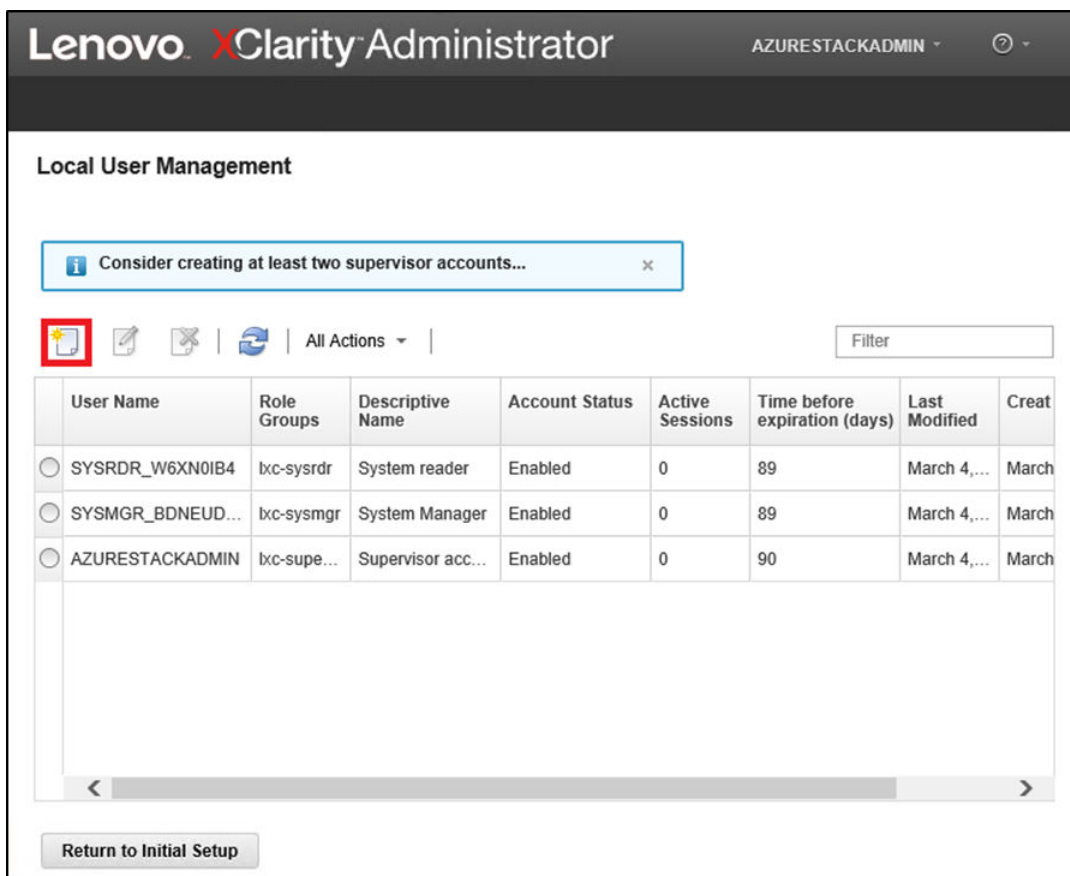 Lenovo. XClarity Administrator AZURESTACKADMIN
Local User Management
Consider creating at least two supervisor accounts...
All Actions Filter
User Name Role Groups Descriptive Name Account Status Active Sessions Time before expiration (days) Last Modified Creat
SYSRDR_W6XN0IB4 lxc-sysrdr System reader Enabled 0 89 March 4,... March
SYSMGR_BDNEUD... lxc-sysmgr System Manager Enabled 0 89 March 4,... March
AZURESTACKADMIN lxc-supe... Supervisor acc... Enabled 0 90 March 4,... March
Return to Initial Setup